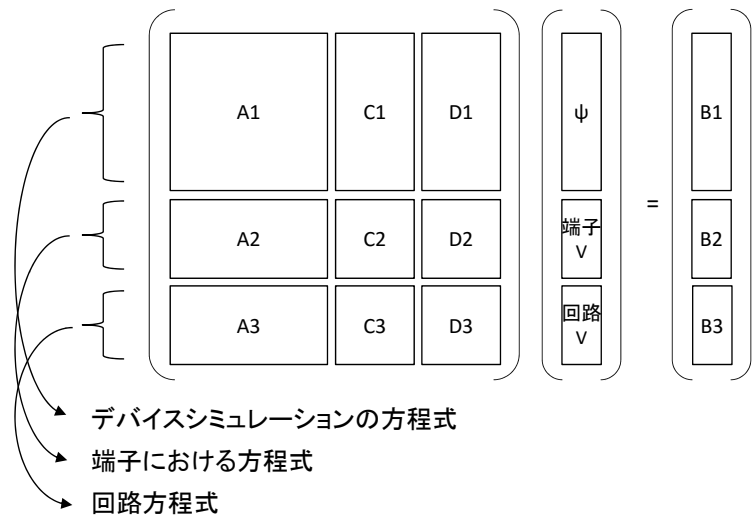 A1 C1 D1 ψ B1
=
A2 C2 D2 端子 V B2
A3 C3 D3 回路 V B3
デバイスシミュレーションの方程式
端子における方程式
回路方程式